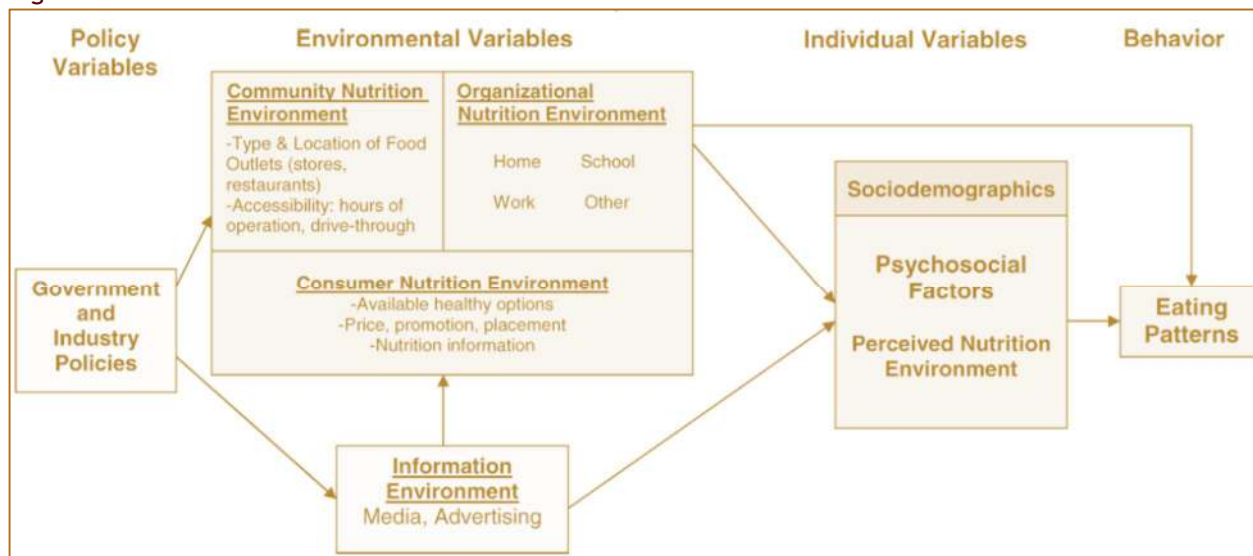 Policy
Variables
Environmental Variables
Individual Variables
Behavior
Community Nutrition
Environment
-Type & Location of Food
Outlets (stores,
restaurants)
-Accessibility: hours of
operation, drive-through
Organizational
Nutrition Environment
Home School
Work Other
Consumer Nutrition Environment
-Available healthy options
-Price, promotion, placement
-Nutrition information
Government
and
Industry
Policies
Information
Environment
Media, Advertising
Sociodemographics
Psychosocial
Factors
Perceived Nutrition
Environment
Eating
Patterns